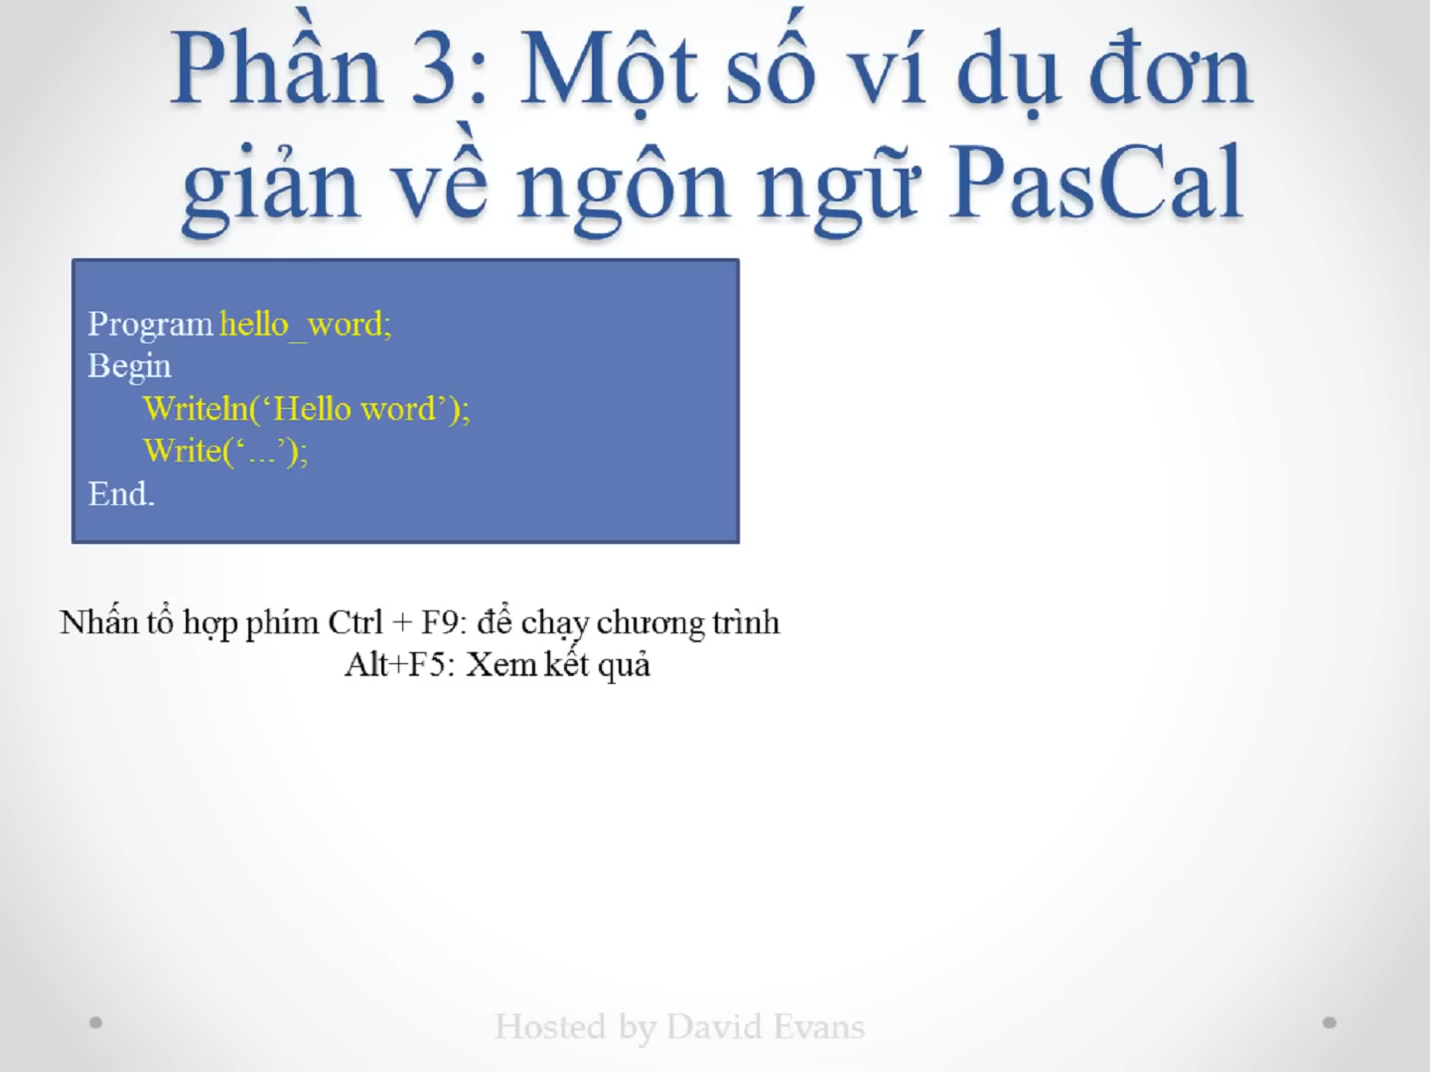 Phần 3: Một số ví dụ đơn
giản về ngôn ngữ PasCal
Program hello_word;
Begin
Writeln(‘Hello word’);
Write(‘...’);
End.
Nhấn tổ hợp phím Ctrl + F9: để chạy chương trình
Alt+F5: Xem kết quả
Hosted by David Evans